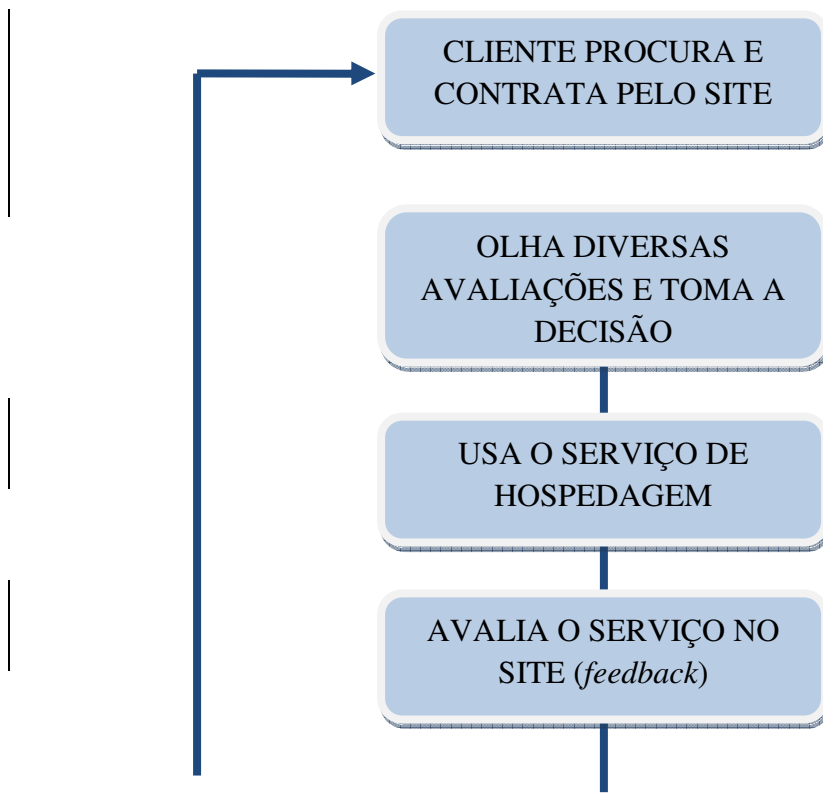 CLIENTE PROCURA E
CONTRATA PELO SITE
OLHA DIVERSAS
AVALIAÇÕES E TOMA A
DECISÃO
USA O SERVIÇO DE
HOSPEDAGEM
AVALIA O SERVIÇO NO
SITE (feedback)